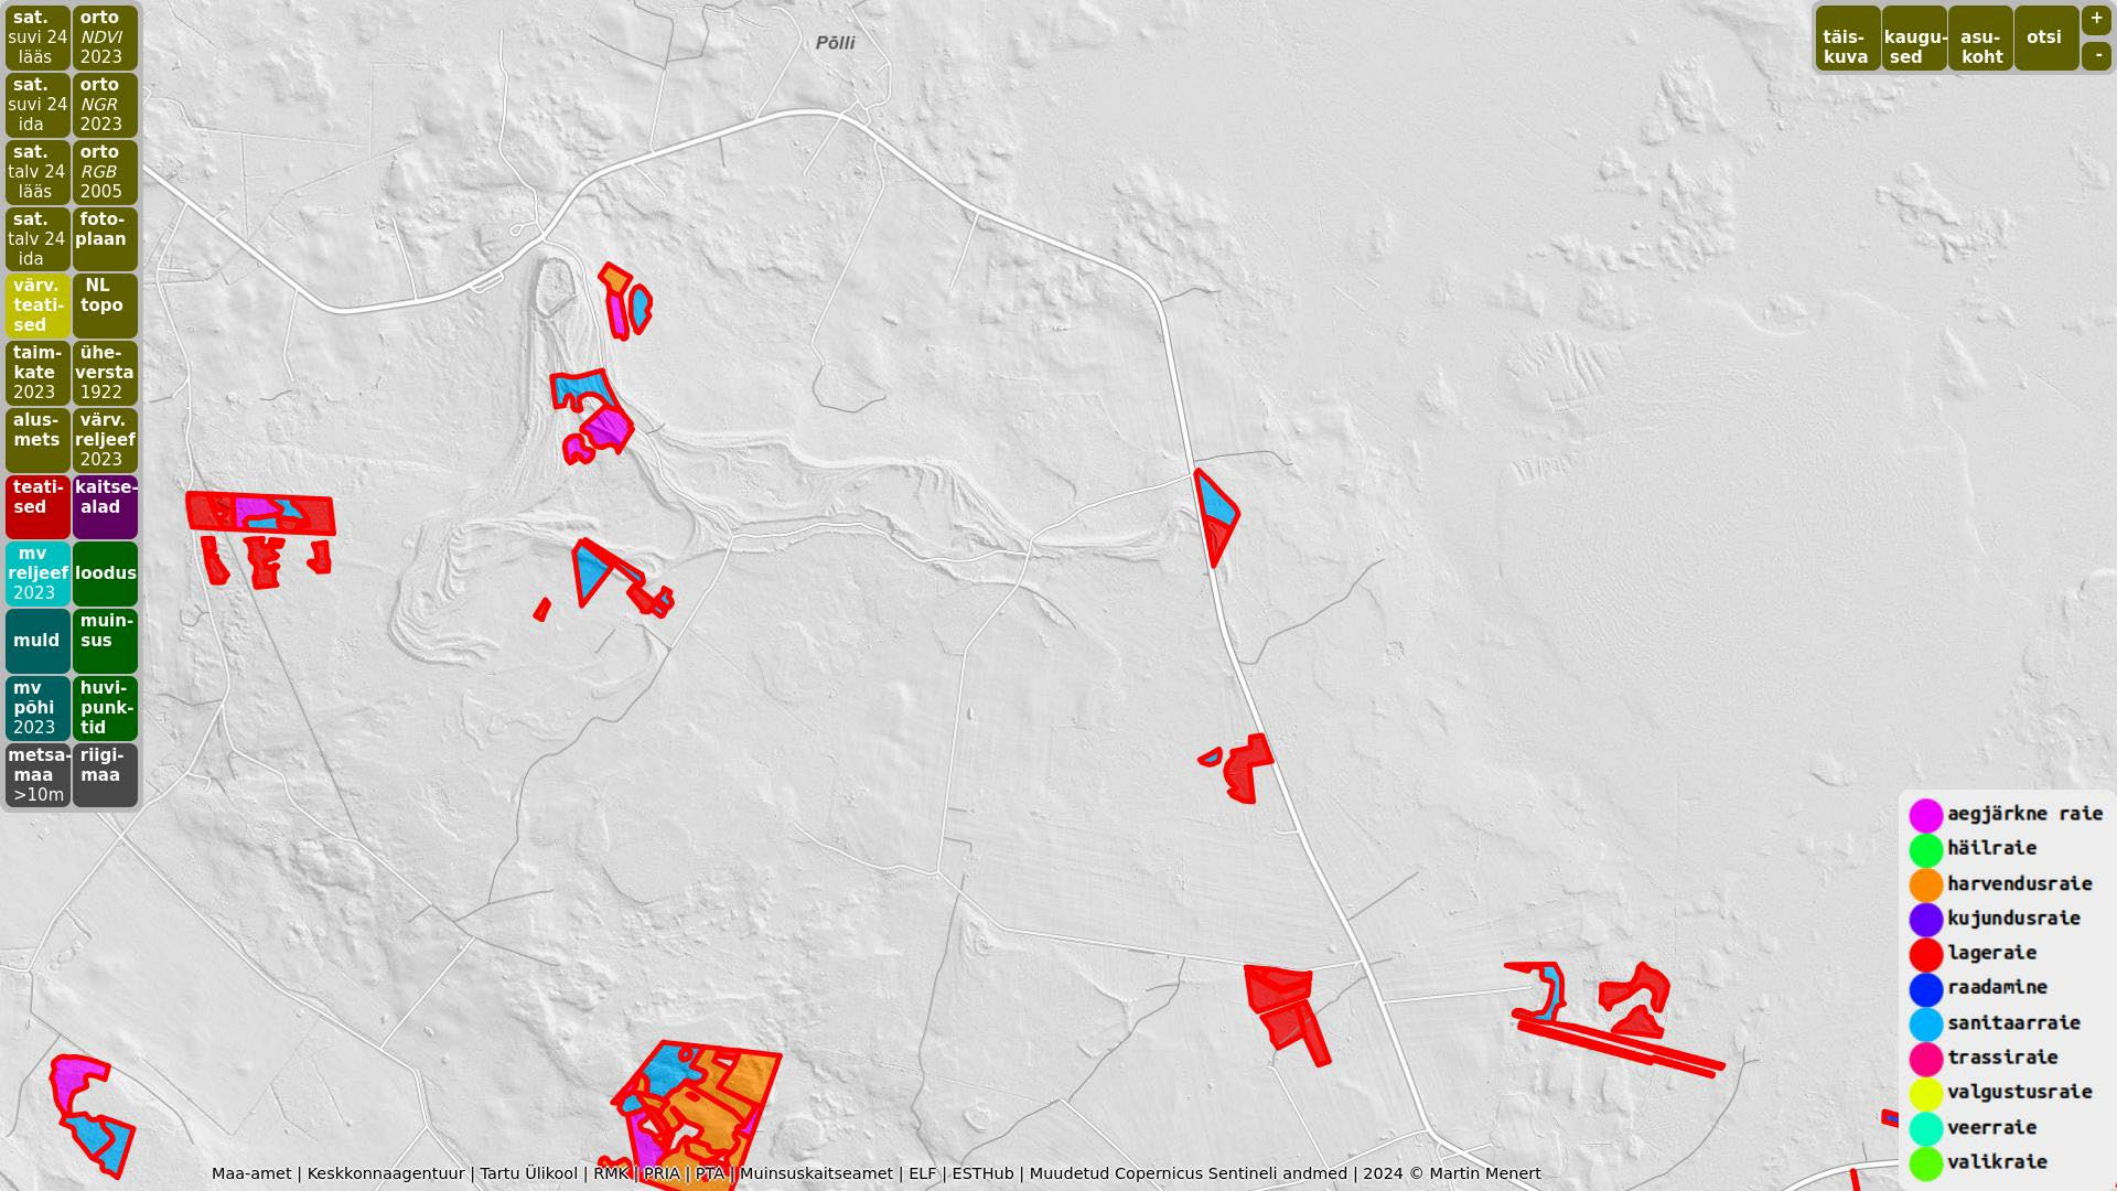 sat.
suvi 24
lääs
orto
NDVI
2023
sat.
suvi 24
ida
orto
NGR
2023
sat.
talv 24
lääs
orto
RGB
2005
sat.
talv 24
ida
foto-
plaan
värv.
teati-
sed
NL
topo
taim-
kate
2023
ühe-
versta
1922
alus-
mets
värv.
reljeef
2023
teati-
sed
kaitse-
alad
mv
reljeef
2023
loodus
muld
muin-
sus
mv
põhi
2023
huvi-
punk-
tid
metsa-
maa
>10m
riigi-
maa
Põlli
täis-
kuva
kaugu-
sed
asu-
koht
otsi
+
-
aegjärkne raie
häilraie
harvendusraie
kujundusraie
lageraie
raadamine
sanitaarraie
trassiraie
valgustusraie
veerraie
valikraie
Maa-amet | Keskkonnaagentuur | Tartu Ülikool | RMK | PRIA | PTA | Muinsuskaitseamet | ELF | ESTHub | Muudetud Copernicus Sentineli andmed | 2024 © Martin Menert